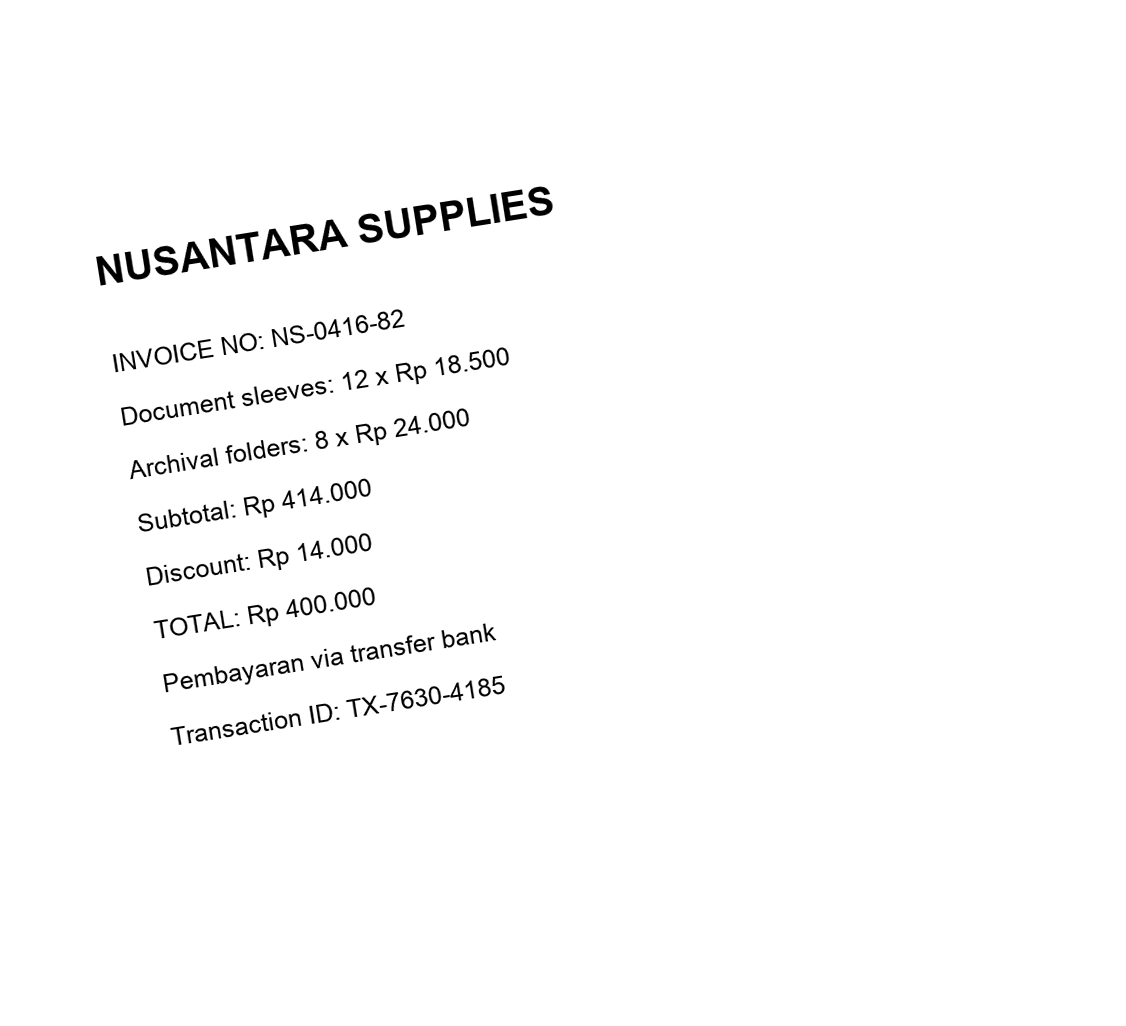 NUSANTARA SUPPLIES
INVOICE NO: NS-0416-82
Document sleeves: 12 x Rp 18.500
Archival folders: 8 x Rp 24.000
Subtotal: Rp 414.000
Discount: Rp 14.000
TOTAL: Rp 400.000
Pembayaran via transfer bank
Transaction ID: TX-7630-4185